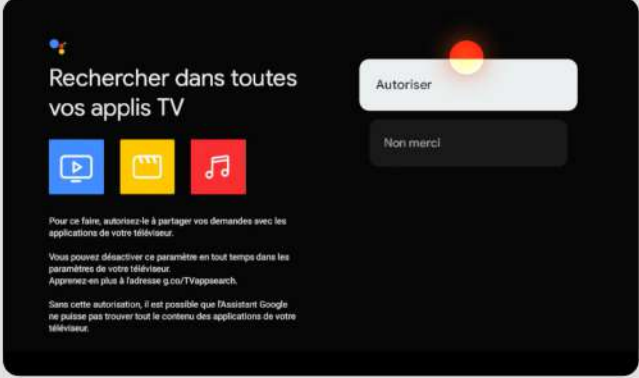 Rechercher dans toutes
vos applis TV
Autoriser
Non merci
Pour ce faire, autorisez-le à partager vos demandes avec les
applications de votre téléviseur.
Vous pouvez désactiver ce paramètre en tout temps dans les
paramètres de votre téléviseur.
Apprenez-en plus à l'adresse g.co/TVappsearch.
Sans cette autorisation, il est possible que l'Assistant Google
ne puisse pas trouver tout le contenu des applications de votre
téléviseur.